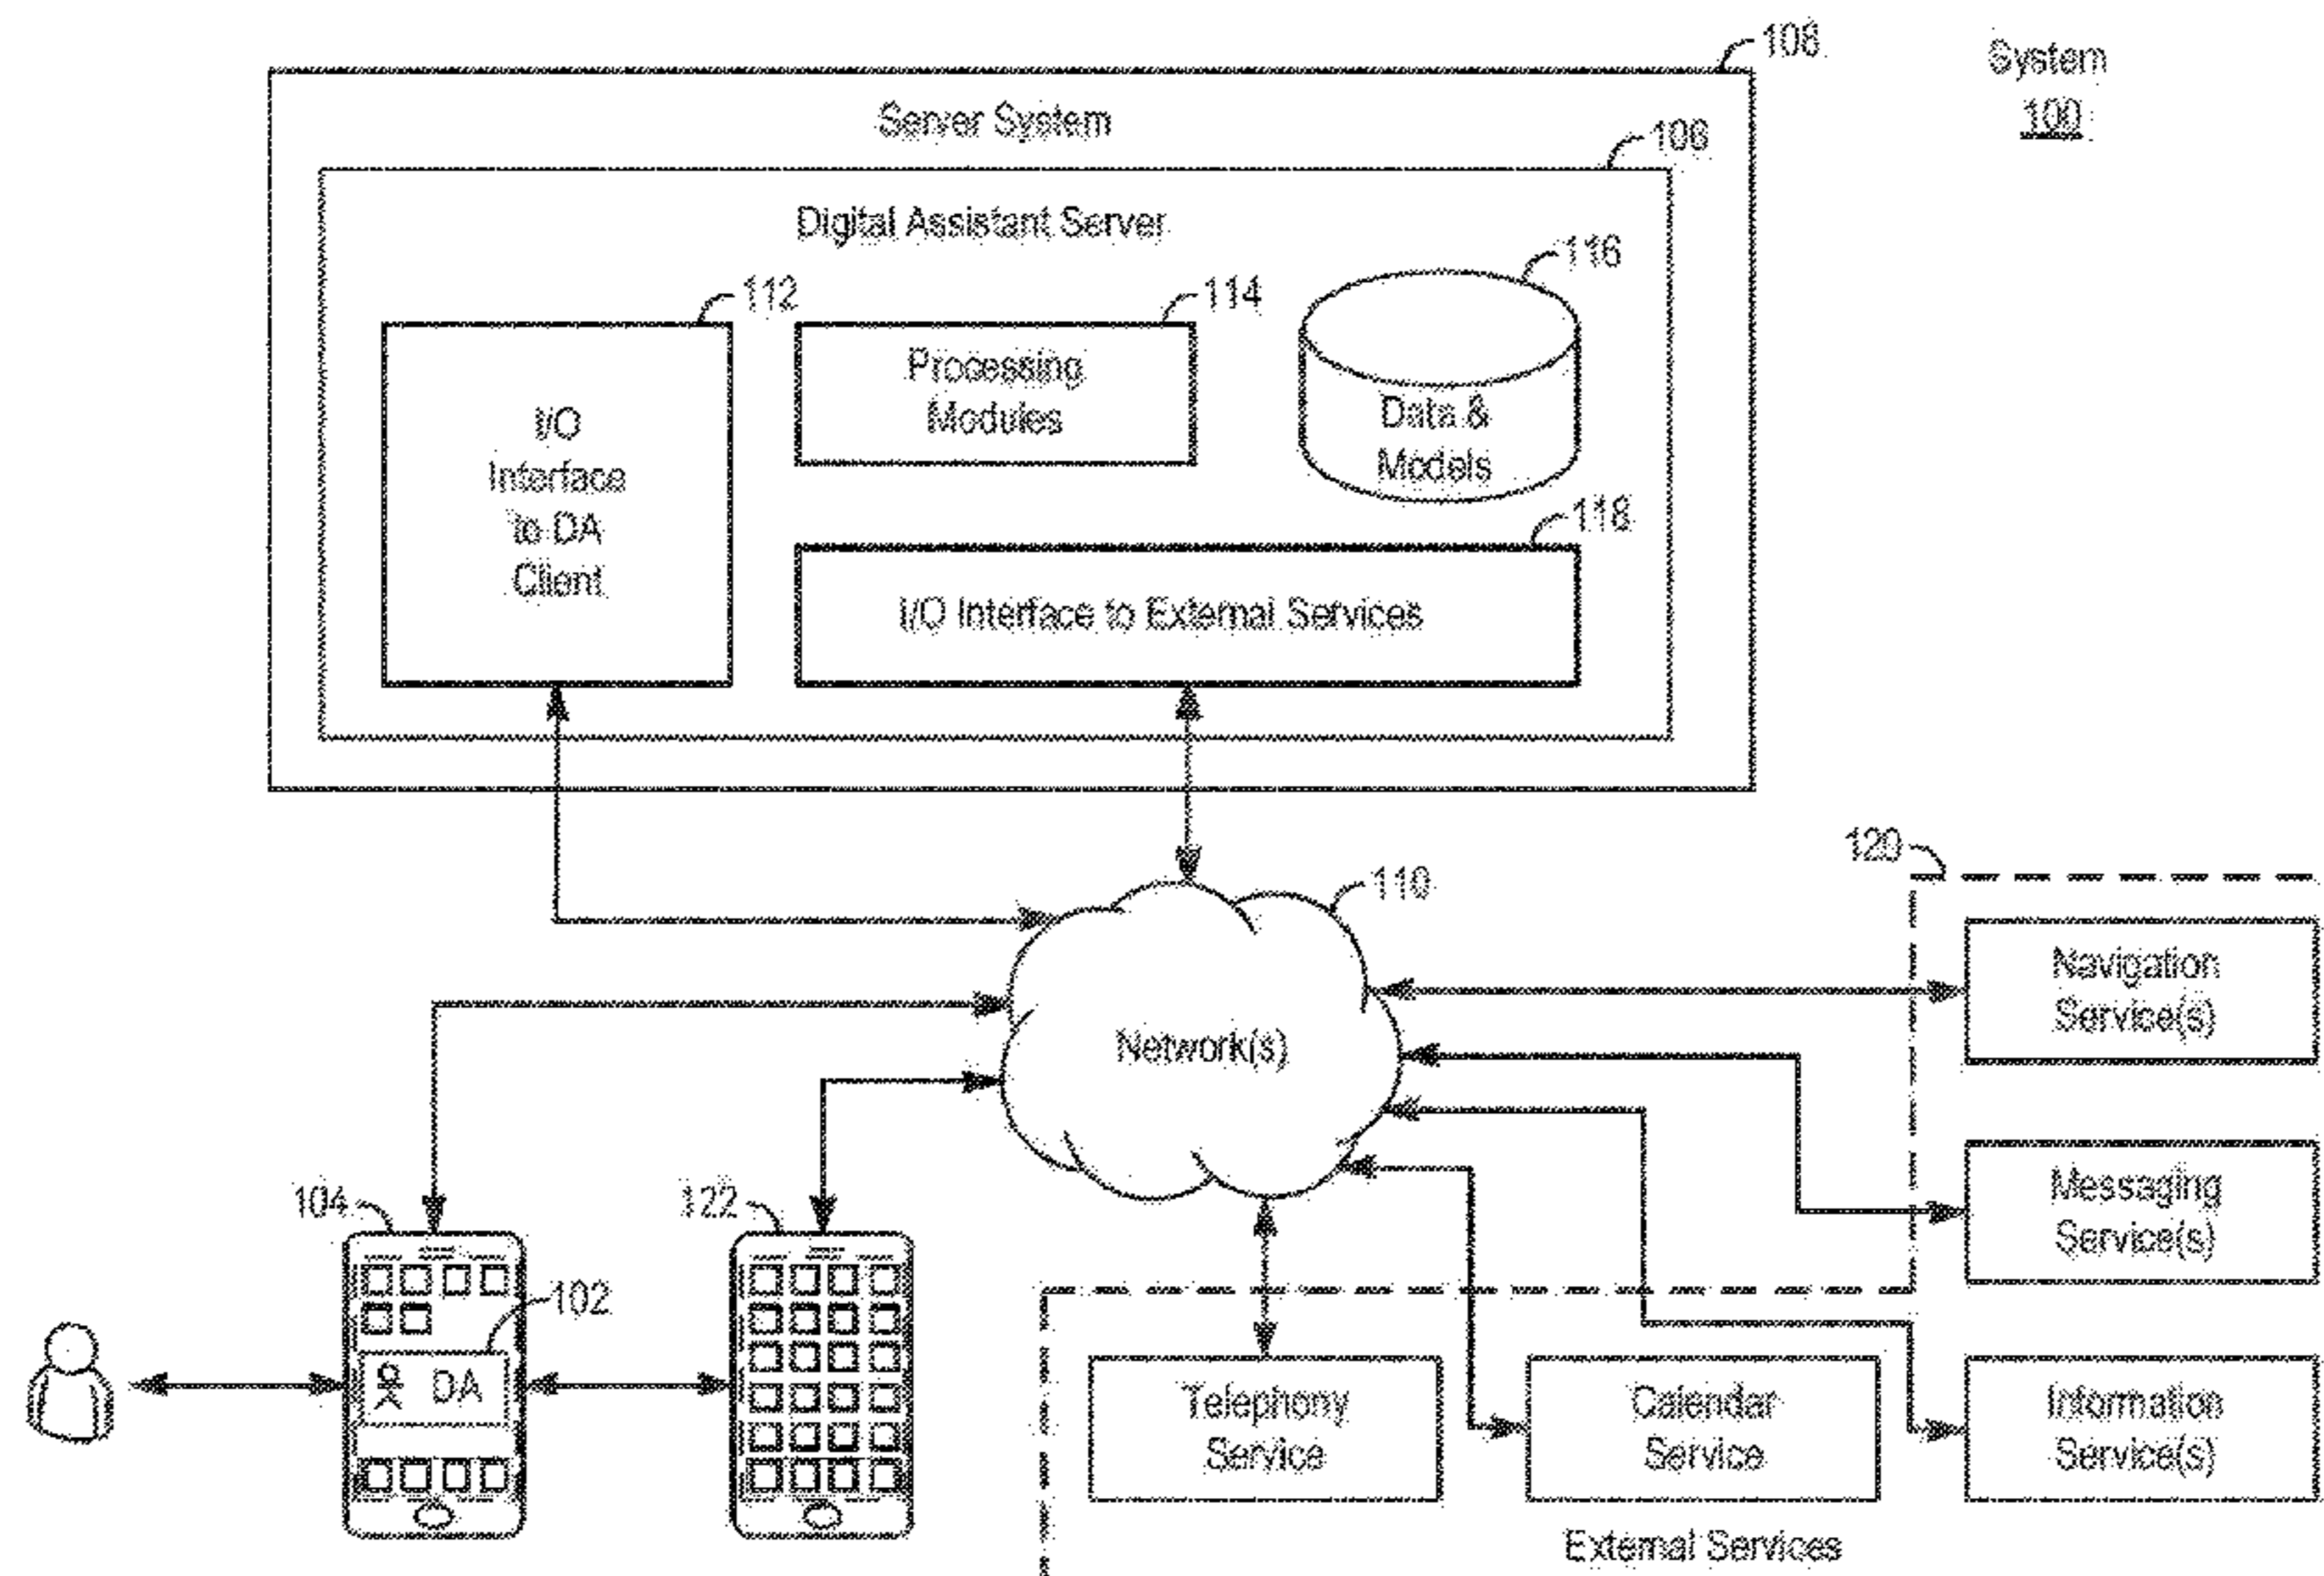 108
System
100
Server System
106
Digital Assistant Server
116
112
114
Processing
Modules
Data &
Models
I/O
Interface
to DA
Client
118
I/O Interface to External Services
120
110
Navigation
Service(s)
Network(s)
104
122
Messaging
Service(s)
102
DA
Telephony
Service
Calendar
Service
Information
Service(s)
External Services